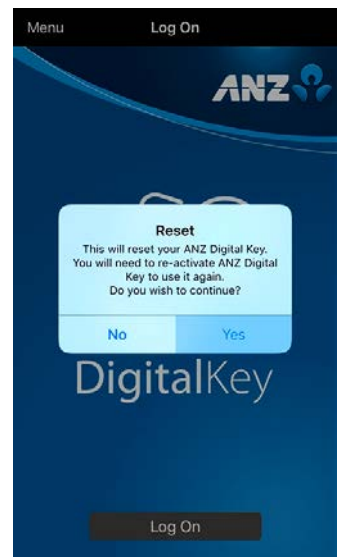 Menu
Log On
ANZ
Reset
This will reset your ANZ Digital Key.
You will need to re-activate ANZ Digital
Key to use it again.
Do you wish to continue?
No
Yes
DigitalKey
Log On